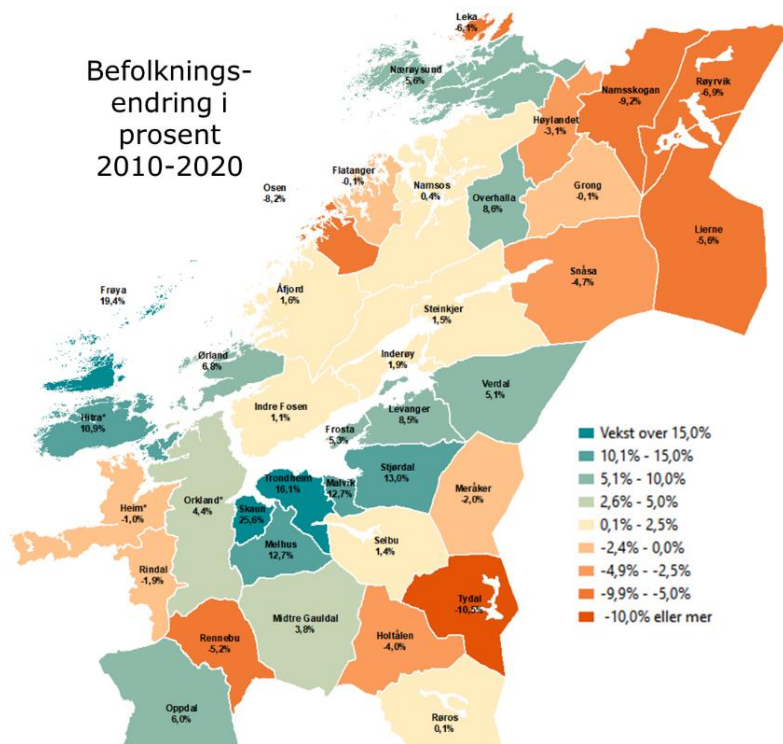 Befolknings-
endring i
prosent
2010-2020
Leka
-6,1%
Nærøysund
5,6%
Namsskogan
-9,2%
Røyrvik
-6,9%
Høylandet
-3,1%
Flatanger
-0,1%
Osen
-8,2%
Namsos
0,4%
Overhalla
8,6%
Grong
-0,1%
Lierne
-5,6%
Snåsa
-4,7%
Frøya
19,4%
Åfjord
1,6%
Steinkjer
1,5%
Ørland
6,8%
Inderøy
1,9%
Verdal
5,1%
Hitra*
10,9%
Indre Fosen
1,1%
Levanger
8,5%
Frosta
5,3%
Stjørdal
13,0%
Trondheim
16,1%
Malvik
12,7%
Meråker
-2,0%
Heim*
-1,0%
Orkland*
4,4%
Skaun
25,6%
Melhus
12,7%
Selbu
1,4%
Rindal
-1,9%
Tydal
-10,5%
Midtre Gauldal
3,8%
Rennebu
-5,2%
Holtålen
-4,0%
Oppdal
6,0%
Røros
0,1%
Vekst over 15,0%
10,1% - 15,0%
5,1% - 10,0%
2,6% - 5,0%
0,1% - 2,5%
-2,4% - 0,0%
-4,9% - -2,5%
-9,9% - -5,0%
-10,0% eller mer